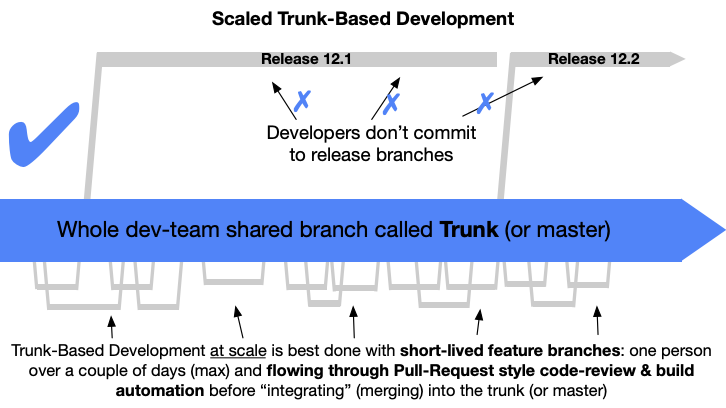 Scaled Trunk-Based Development
Release 12.1
Release 12.2
Developers don’t commit
to release branches
Whole dev-team shared branch called Trunk (or master)
Trunk-Based Development at scale is best done with short-lived feature branches: one person
over a couple of days (max) and flowing through Pull-Request style code-review & build
automation before “integrating” (merging) into the trunk (or master)